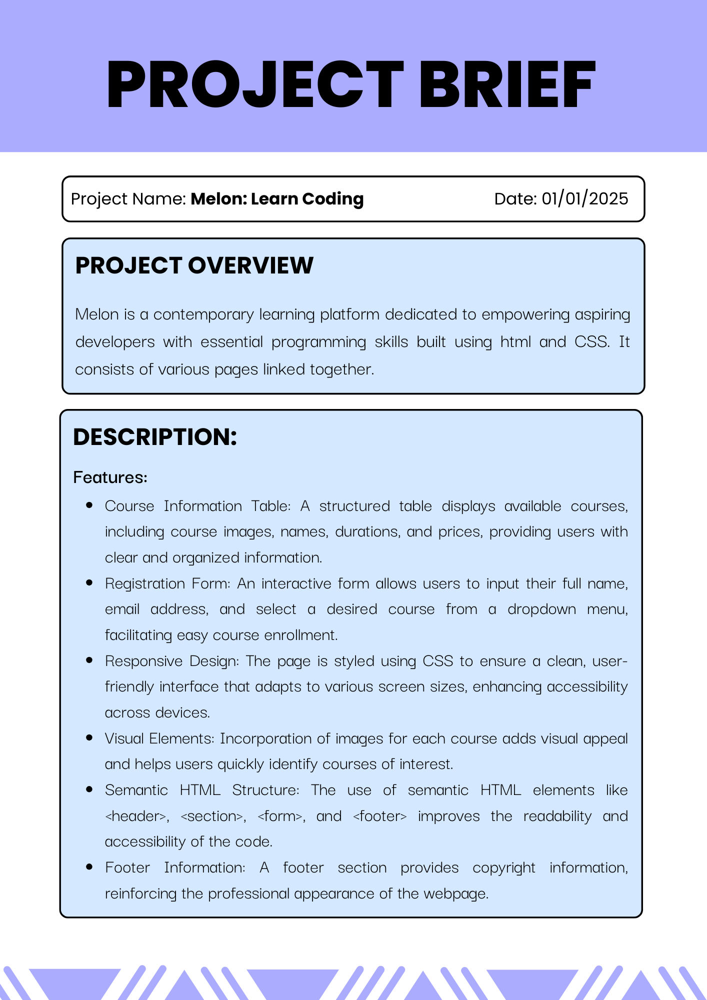 PROJECT BRIEF
Project Name: Melon: Learn Coding Date: 01/01/2025
PROJECT OVERVIEW
Melon is a contemporary learning platform dedicated to empowering aspiring
developers with essential programming skills built using html and CSS. It
consists of various pages linked together.
DESCRIPTION:
Features:
• Course Information Table: A structured table displays available courses,
including course images, names, durations, and prices, providing users with
clear and organized information.
• Registration Form: An interactive form allows users to input their full name,
email address, and select a desired course from a dropdown menu,
facilitating easy course enrollment.
• Responsive Design: The page is styled using CSS to ensure a clean, user-
friendly interface that adapts to various screen sizes, enhancing accessibility
across devices.
• Visual Elements: Incorporation of images for each course adds visual appeal
and helps users quickly identify courses of interest.
• Semantic HTML Structure: The use of semantic HTML elements like
<header>, <section>, <form>, and <footer> improves the readability and
accessibility of the code.
• Footer Information: A footer section provides copyright information,
reinforcing the professional appearance of the webpage.